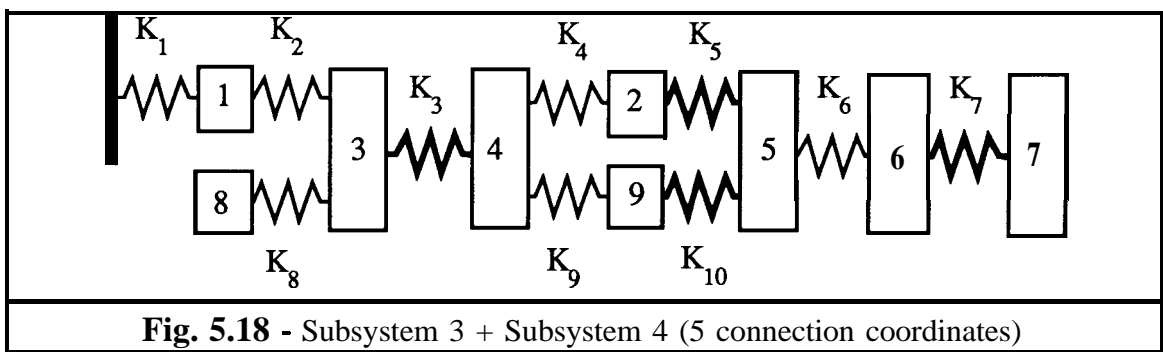 K₁ K₂ K₄ K₅
K₃ K₆ K₇
1 2
3 4 5 6 7
8 9
K₈ K₉ K₁₀
Fig. 5.18 - Subsystem 3 + Subsystem 4 (5 connection coordinates)